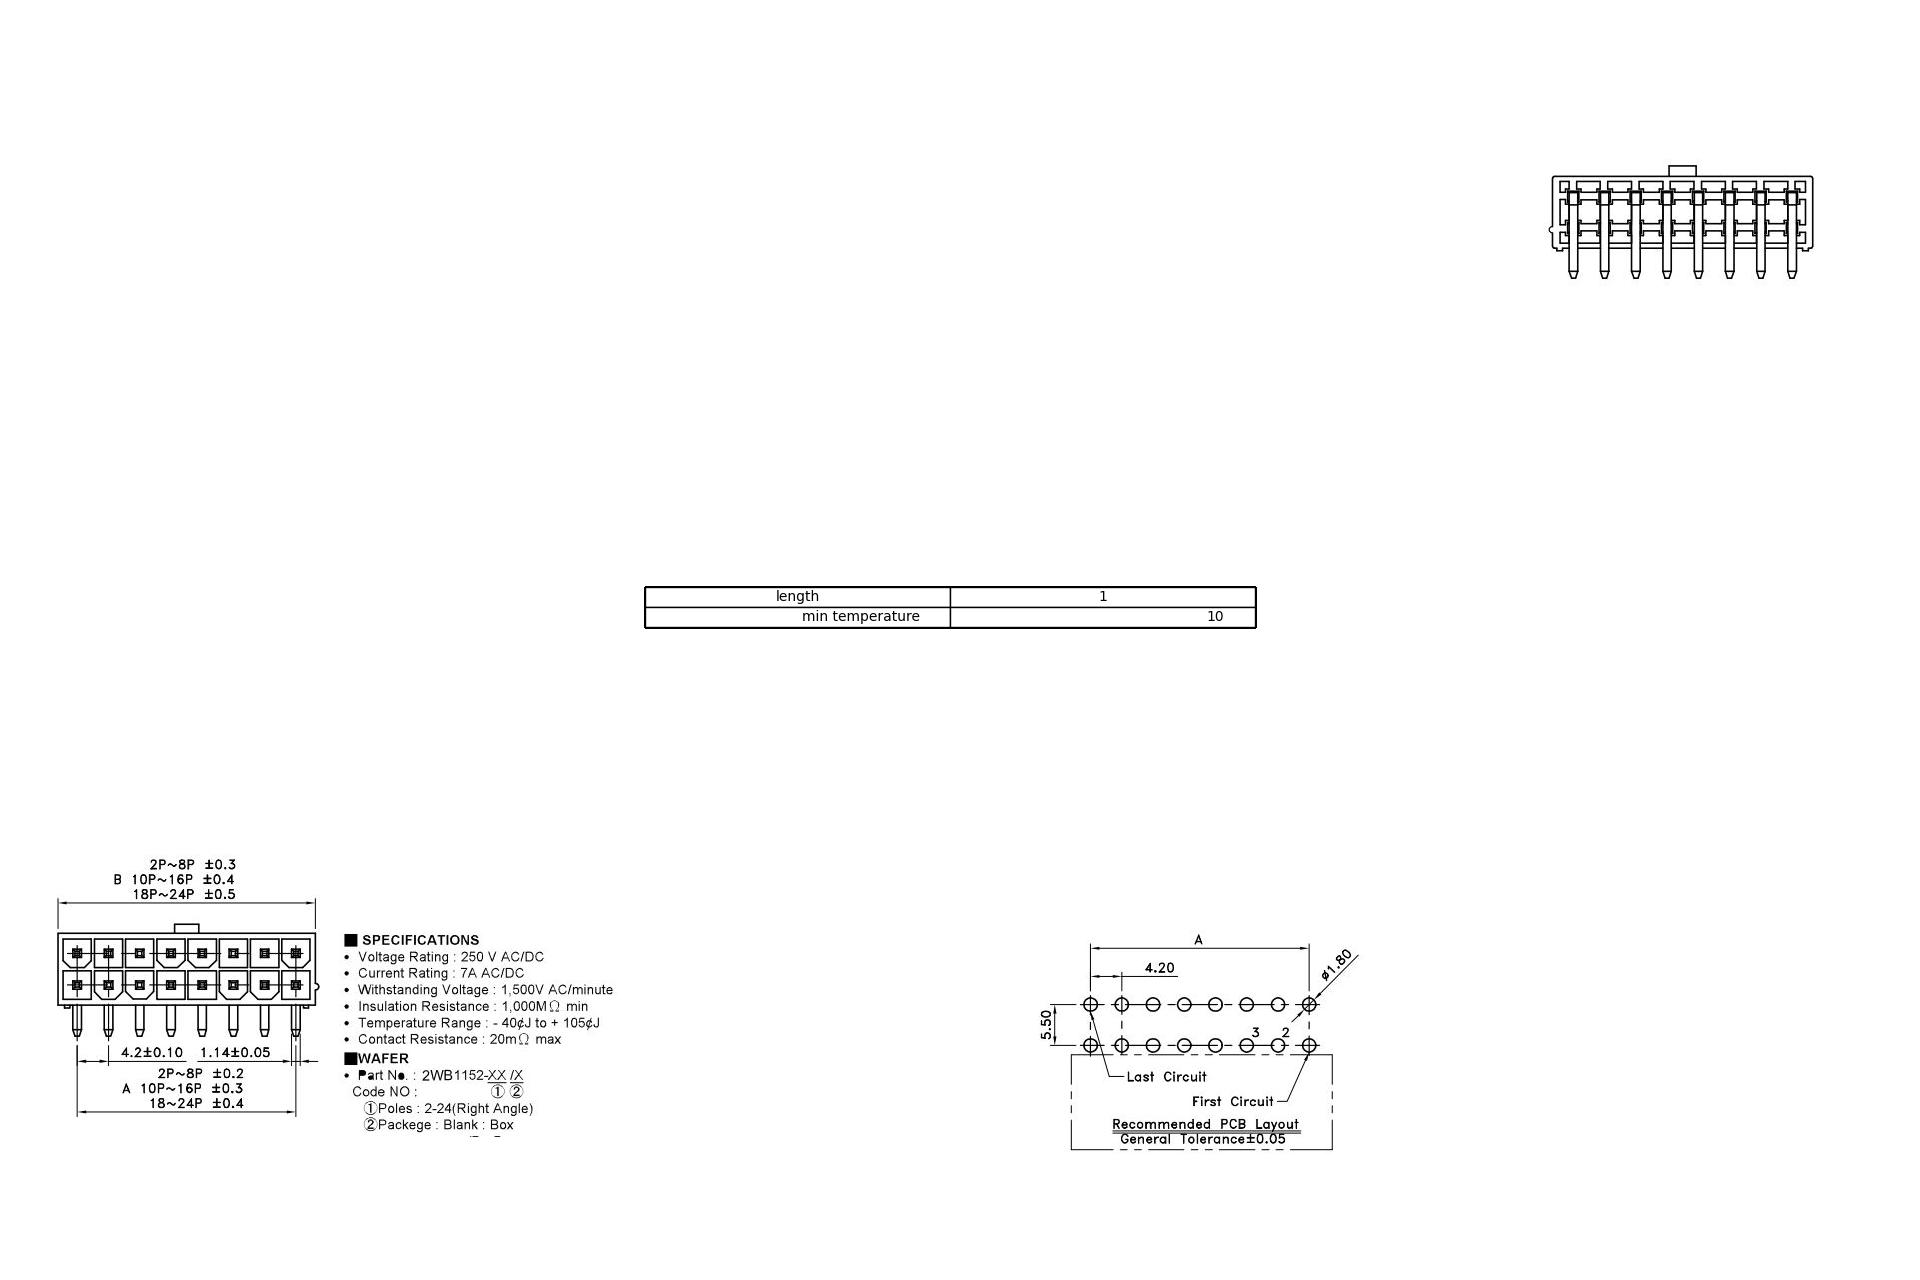 length 1
min temperature 10
2P~8P ±0.3
B 10P~16P ±0.4
18P~24P ±0.5
4.2±0.10 1.14±0.05
2P~8P ±0.2
A 10P~16P ±0.3
18~24P ±0.4
■ SPECIFICATIONS
• Voltage Rating : 250 V AC/DC
• Current Rating : 7A AC/DC
• Withstanding Voltage : 1,500V AC/minute
• Insulation Resistance : 1,000MΩ min
• Temperature Range : - 40¢J to + 105¢J
• Contact Resistance : 20mΩ max
■WAFER
• Part No. : 2WB1152-XX /X
Code NO : ① ②
①Poles : 2-24(Right Angle)
②Packege : Blank : Box
A
4.20
ø1.80
5.50
3 2
Last Circuit
First Circuit
Recommended PCB Layout
General Tolerance±0.05